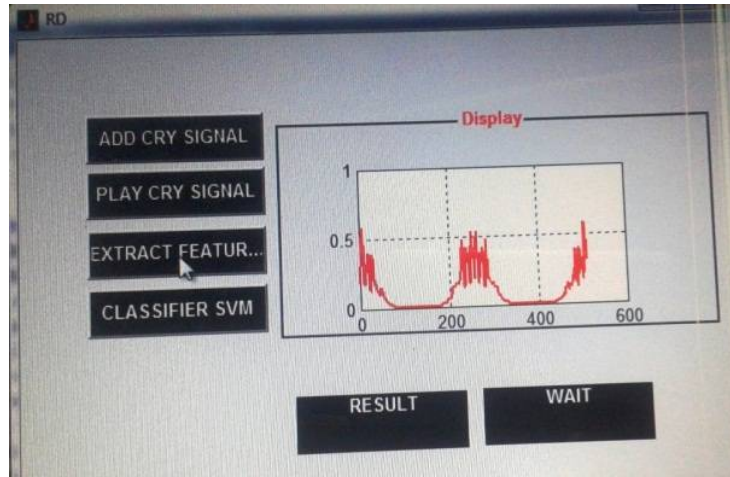 RD
ADD CRY SIGNAL
PLAY CRY SIGNAL
EXTRACT FEATUR...
CLASSIFIER SVM
Display
1
0.5
0
0 200 400 600
RESULT
WAIT